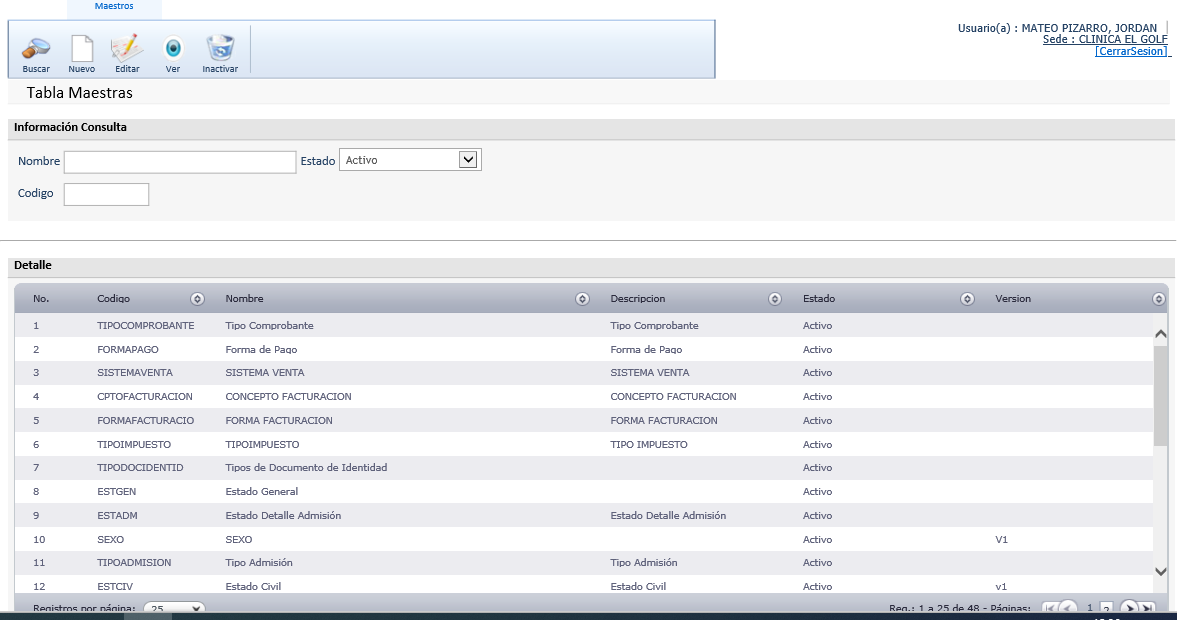 Maestros
Usuario(a) : MATEO PIZARRO, JORDAN
Sede : CLINICA EL GOLF
[CerrarSesion]
Buscar Nuevo Editar Ver Inactivar
Tabla Maestras
Información Consulta
Nombre Estado Activo
Codigo
Detalle
No. Codigo Nombre Descripcion Estado Version
1 TIPOCOMPROBANTE Tipo Comprobante Tipo Comprobante Activo
2 FORMAPAGO Forma de Pago Forma de Pago Activo
3 SISTEMAVENTA SISTEMA VENTA SISTEMA VENTA Activo
4 CPTOFACTURACION CONCEPTO FACTURACION CONCEPTO FACTURACION Activo
5 FORMAFACTURACIO FORMA FACTURACION FORMA FACTURACION Activo
6 TIPOIMPUESTO TIPOIMPUESTO TIPO IMPUESTO Activo
7 TIPODOCIDENTID Tipos de Documento de Identidad Activo
8 ESTGEN Estado General Activo
9 ESTADM Estado Detalle Admisión Estado Detalle Admisión Activo
10 SEXO SEXO Activo V1
11 TIPOADMISION Tipo Admisión Tipo Admisión Activo
12 ESTCIV Estado Civil Estado Civil Activo v1
Registros por página: 25 Reg.: 1 a 25 de 48 - Páginas: 1 2